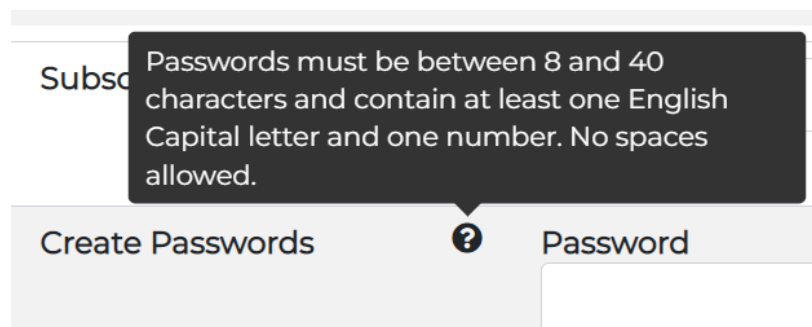 Passwords must be between 8 and 40
Subsc
characters and contain at least one English
Capital letter and one number. No spaces
allowed.
Create Passwords
Password